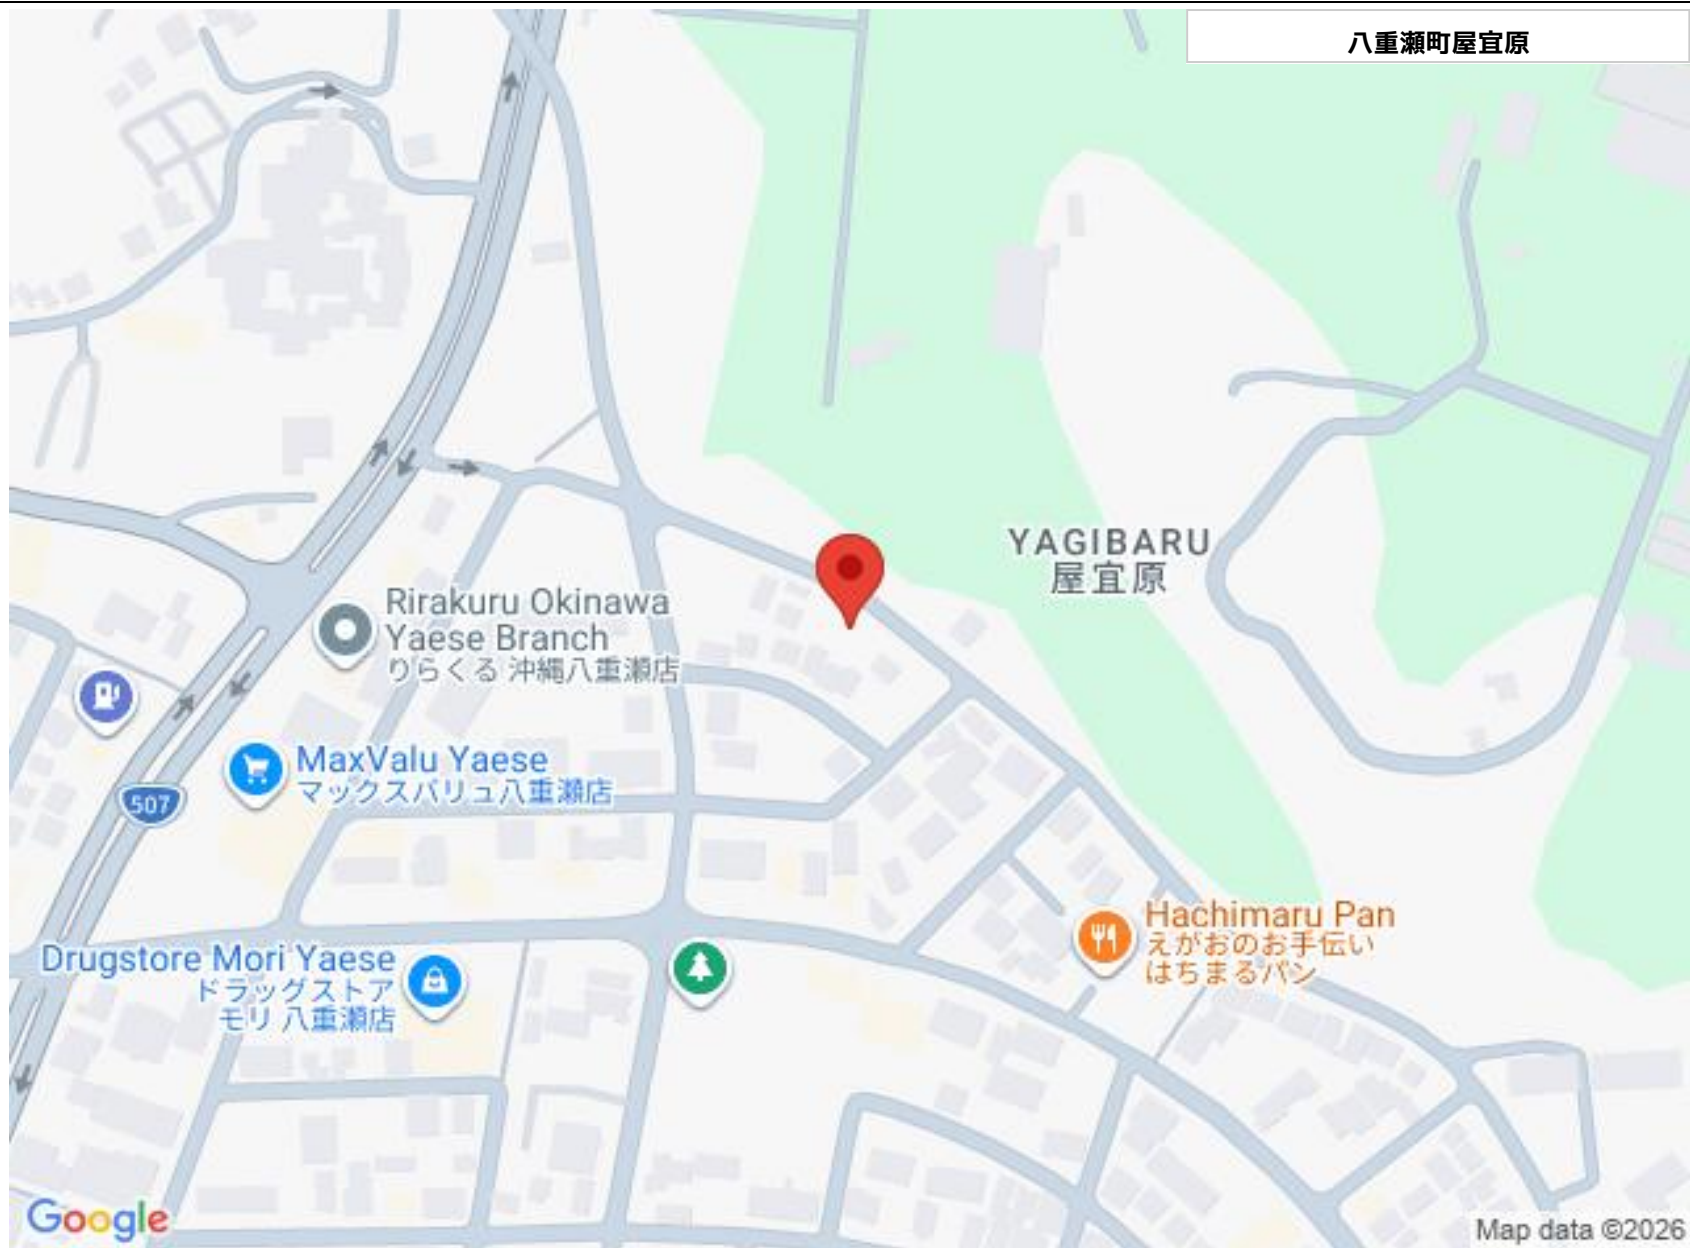 八重瀬町屋宜原
YAGIBARU
屋宜原
Rirakuru Okinawa
Yaese Branch
りらくる 沖縄八重瀬店
MaxValu Yaese
マックスバリュ八重瀬店
507
Hachimaru Pan
えがおのお手伝い
はちまるパン
Drugstore Mori Yaese
ドラッグストア
モリ 八重瀬店
Google
Map data ©2026